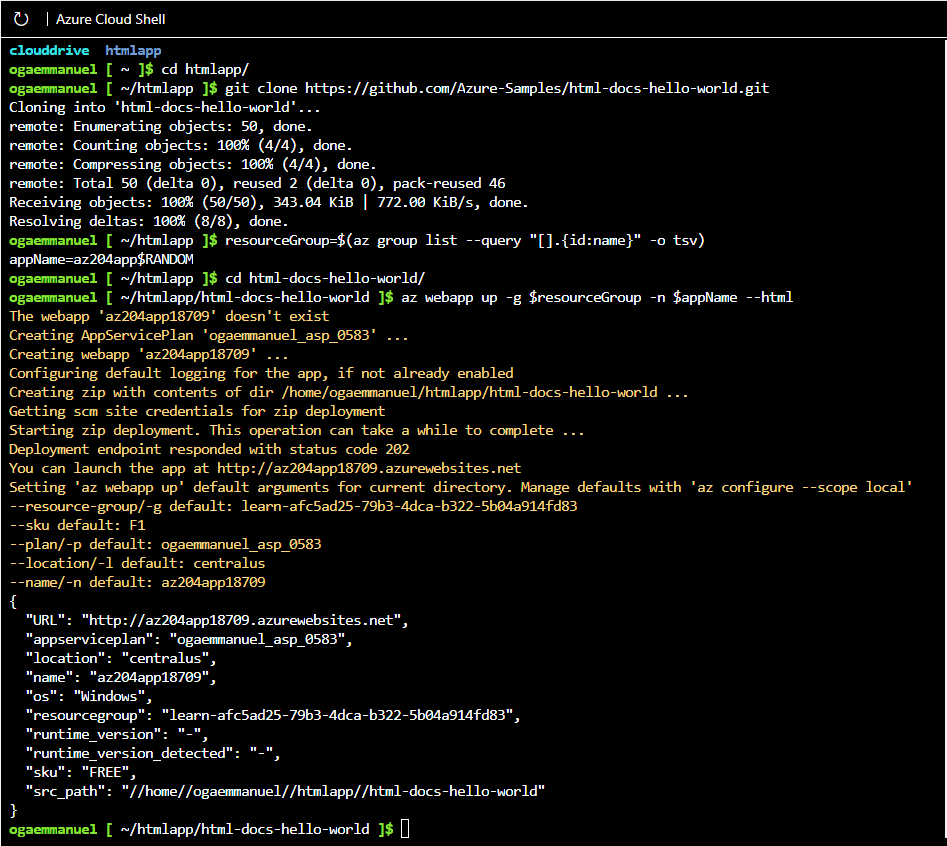 | Azure Cloud Shell
clouddrive  htmlapp
ogaemmanuel [ ~ ]$ cd htmlapp/
ogaemmanuel [ ~/htmlapp ]$ git clone https://github.com/Azure-Samples/html-docs-hello-world.git
Cloning into 'html-docs-hello-world'...
remote: Enumerating objects: 50, done.
remote: Counting objects: 100% (4/4), done.
remote: Compressing objects: 100% (4/4), done.
remote: Total 50 (delta 0), reused 2 (delta 0), pack-reused 46
Receiving objects: 100% (50/50), 343.04 KiB | 772.00 KiB/s, done.
Resolving deltas: 100% (8/8), done.
ogaemmanuel [ ~/htmlapp ]$ resourceGroup=$(az group list --query "[].{id:name}" -o tsv)
appName=az204app$RANDOM
ogaemmanuel [ ~/htmlapp ]$ cd html-docs-hello-world/
ogaemmanuel [ ~/htmlapp/html-docs-hello-world ]$ az webapp up -g $resourceGroup -n $appName --html
The webapp 'az204app18709' doesn't exist
Creating AppServicePlan 'ogaemmanuel_asp_0583' ...
Creating webapp 'az204app18709' ...
Configuring default logging for the app, if not already enabled
Creating zip with contents of dir /home/ogaemmanuel/htmlapp/html-docs-hello-world ...
Getting scm site credentials for zip deployment
Starting zip deployment. This operation can take a while to complete ...
Deployment endpoint responded with status code 202
You can launch the app at http://az204app18709.azurewebsites.net
Setting 'az webapp up' default arguments for current directory. Manage defaults with 'az configure --scope local'
--resource-group/-g default: learn-afc5ad25-79b3-4dca-b322-5b04a914fd83
--sku default: F1
--plan/-p default: ogaemmanuel_asp_0583
--location/-l default: centralus
--name/-n default: az204app18709
{
  "URL": "http://az204app18709.azurewebsites.net",
  "appserviceplan": "ogaemmanuel_asp_0583",
  "location": "centralus",
  "name": "az204app18709",
  "os": "Windows",
  "resourcegroup": "learn-afc5ad25-79b3-4dca-b322-5b04a914fd83",
  "runtime_version": "-",
  "runtime_version_detected": "-",
  "sku": "FREE",
  "src_path": "//home//ogaemmanuel//htmlapp//html-docs-hello-world"
}
ogaemmanuel [ ~/htmlapp/html-docs-hello-world ]$